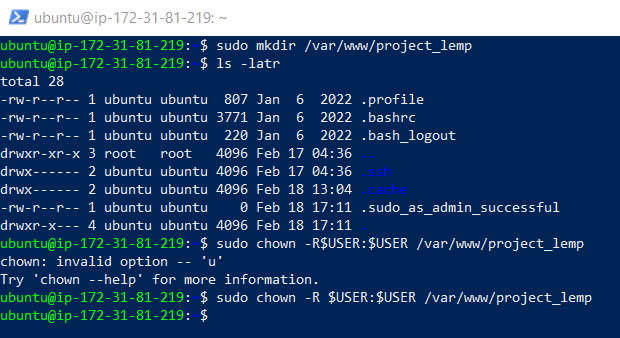 ubuntu@ip-172-31-81-219: ~
ubuntu@ip-172-31-81-219:~$ sudo mkdir /var/www/project_lemp
ubuntu@ip-172-31-81-219:~$ ls -latr
total 28
-rw-r--r-- 1 ubuntu ubuntu  807 Jan  6  2022 .profile
-rw-r--r-- 1 ubuntu ubuntu 3771 Jan  6  2022 .bashrc
-rw-r--r-- 1 ubuntu ubuntu  220 Jan  6  2022 .bash_logout
drwxr-xr-x 3 root   root   4096 Feb 17 04:36 ..
drwx------ 2 ubuntu ubuntu 4096 Feb 17 04:36 .ssh
drwx------ 2 ubuntu ubuntu 4096 Feb 18 13:04 .cache
-rw-r--r-- 1 ubuntu ubuntu    0 Feb 18 17:11 .sudo_as_admin_successful
drwxr-x--- 4 ubuntu ubuntu 4096 Feb 18 17:11 .
ubuntu@ip-172-31-81-219:~$ sudo chown -R$USER:$USER /var/www/project_lemp
chown: invalid option -- 'u'
Try 'chown --help' for more information.
ubuntu@ip-172-31-81-219:~$ sudo chown -R $USER:$USER /var/www/project_lemp
ubuntu@ip-172-31-81-219:~$